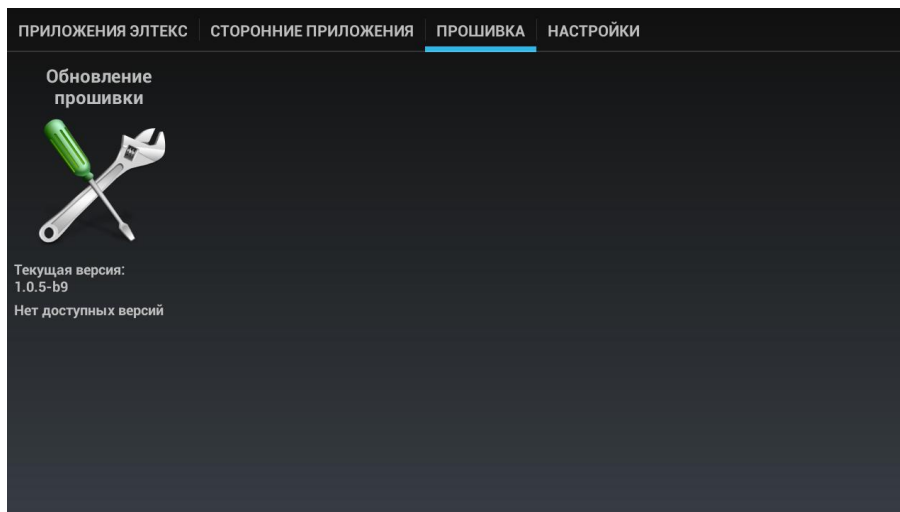 ПРИЛОЖЕНИЯ ЭЛТЕКС СТОРОННИЕ ПРИЛОЖЕНИЯ ПРОШИВКА НАСТРОЙКИ
Обновление
прошивки
Текущая версия:
1.0.5-b9
Нет доступных версий